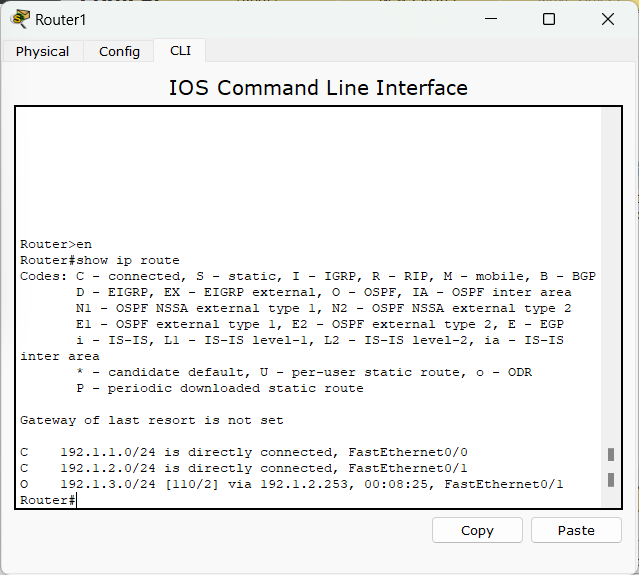 Router1
Physical Config CLI
IOS Command Line Interface
Router>en
Router#show ip route
Codes: C - connected, S - static, I - IGRP, R - RIP, M - mobile, B - BGP
       D - EIGRP, EX - EIGRP external, O - OSPF, IA - OSPF inter area
       N1 - OSPF NSSA external type 1, N2 - OSPF NSSA external type 2
       E1 - OSPF external type 1, E2 - OSPF external type 2, E - EGP
       i - IS-IS, L1 - IS-IS level-1, L2 - IS-IS level-2, ia - IS-IS
inter area
       * - candidate default, U - per-user static route, o - ODR
       P - periodic downloaded static route
Gateway of last resort is not set
C    192.1.1.0/24 is directly connected, FastEthernet0/0
C    192.1.2.0/24 is directly connected, FastEthernet0/1
O    192.1.3.0/24 [110/2] via 192.1.2.253, 00:08:25, FastEthernet0/1
Router#
Copy Paste